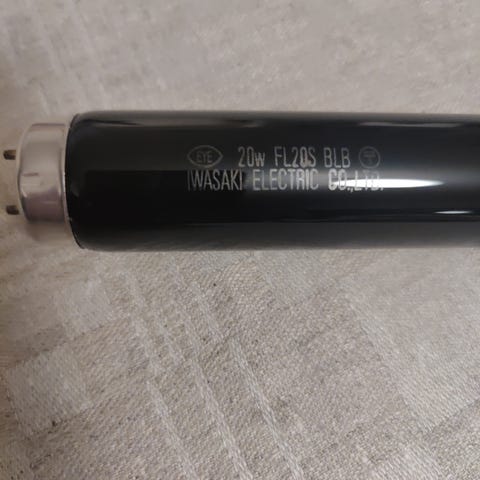 EYE 20W FL20S BLB T
IWASAKI ELECTRIC CO.,LTD.